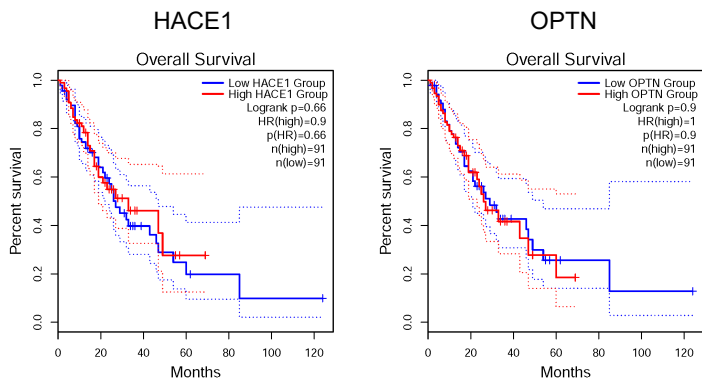 HACE1
Overall Survival
Low HACE1 Group
High HACE1 Group
Logrank p=0.66
HR(high)=0.9
p(HR)=0.66
n(high)=91
n(low)=91
Percent survival
1.0
0.8
0.6
0.4
0.2
0.0
0 20 40 60 80 100 120
Months
OPTN
Overall Survival
Low OPTN Group
High OPTN Group
Logrank p=0.9
HR(high)=1
p(HR)=0.9
n(high)=91
n(low)=91
Percent survival
1.0
0.8
0.6
0.4
0.2
0.0
0 20 40 60 80 100 120
Months